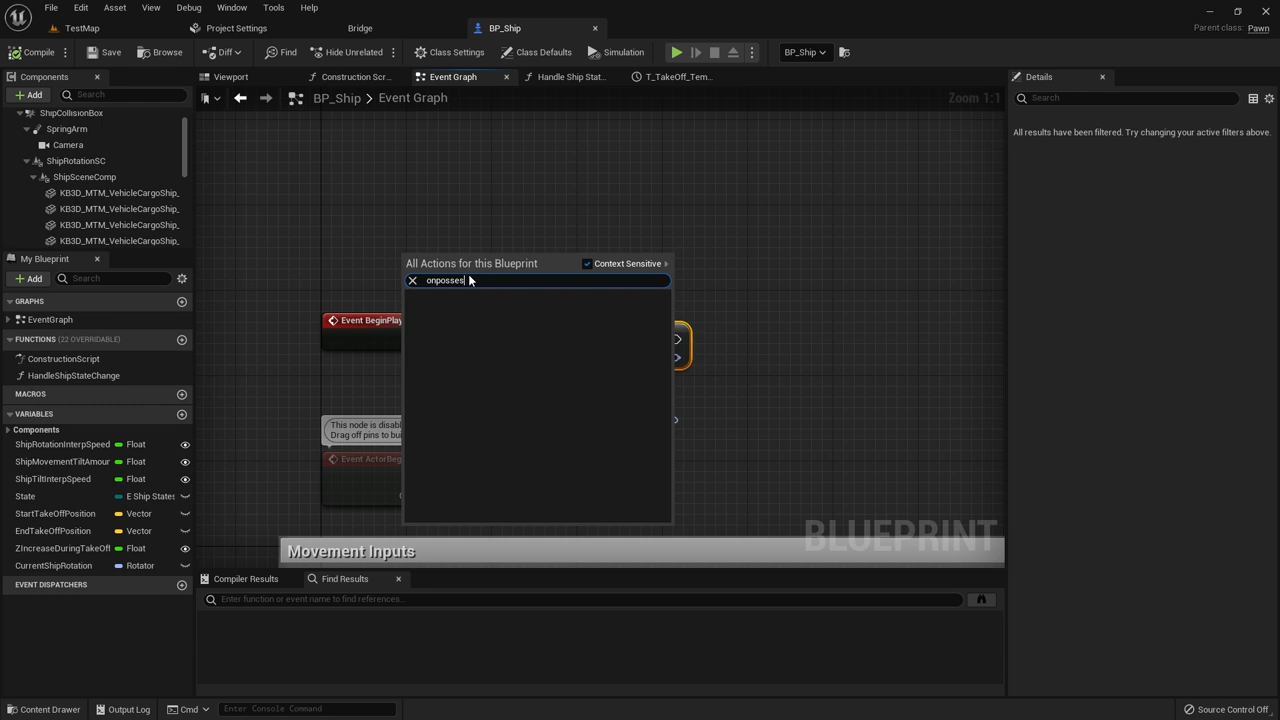 File Edit Asset View Debug Window Tools Help
TestMap Project Settings Bridge BP_Ship Parent class: Pawn
Compile Save Browse Diff Find Hide Unrelated Class Settings Class Defaults Simulation BP_Ship
Components Viewport Construction Scr... Event Graph Handle Ship Stat... T_TakeOff_Tem... Details
Add Search BP_Ship > Event Graph Zoom 1:1 Search
ShipCollisionBox
SpringArm
Camera
ShipRotationSC
ShipSceneComp
KB3D_MTM_VehicleCargoShip_
KB3D_MTM_VehicleCargoShip_
KB3D_MTM_VehicleCargoShip_
KB3D_MTM_VehicleCargoShip_
All results have been filtered. Try changing your active filters above.
My Blueprint
Add Search
GRAPHS
EventGraph
FUNCTIONS (22 OVERRIDABLE)
ConstructionScript
HandleShipStateChange
MACROS
VARIABLES
Components
ShipRotationInterpSpeed Float
ShipMovementTiltAmour Float
ShipTiltInterpSpeed Float
State E Ship States
StartTakeOffPosition Vector
EndTakeOffPosition Vector
ZIncreaseDuringTakeOff Float
CurrentShipRotation Rotator
EVENT DISPATCHERS
All Actions for this Blueprint Context Sensitive
onposses
Event BeginPlay
This node is disabl
Drag off pins to bui
Event ActorBeg
BLUEPRINT
Movement Inputs
Compiler Results Find Results
Enter function or event name to find references...
Content Drawer Output Log Cmd Enter Console Command Source Control Off